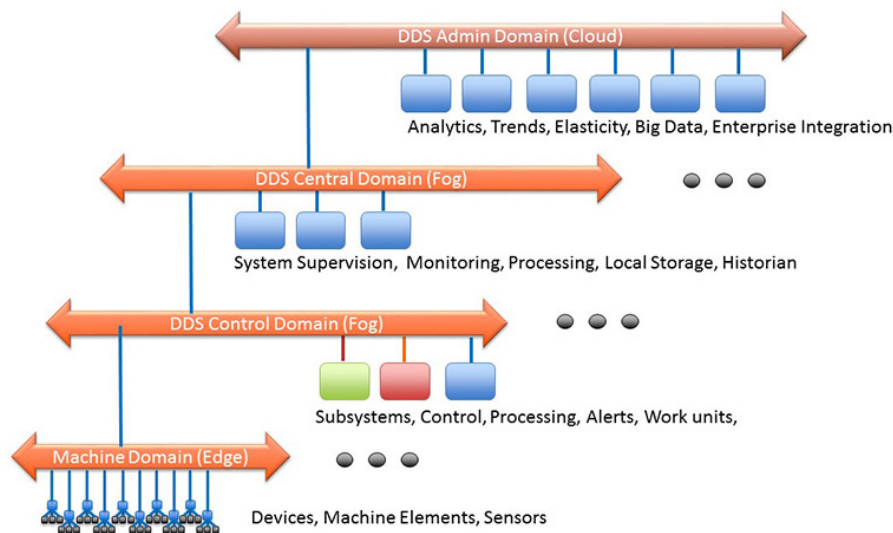 DDS Admin Domain (Cloud)
Analytics, Trends, Elasticity, Big Data, Enterprise Integration
DDS Central Domain (Fog)
System Supervision, Monitoring, Processing, Local Storage, Historian
DDS Control Domain (Fog)
Subsystems, Control, Processing, Alerts, Work units,
Machine Domain (Edge)
Devices, Machine Elements, Sensors